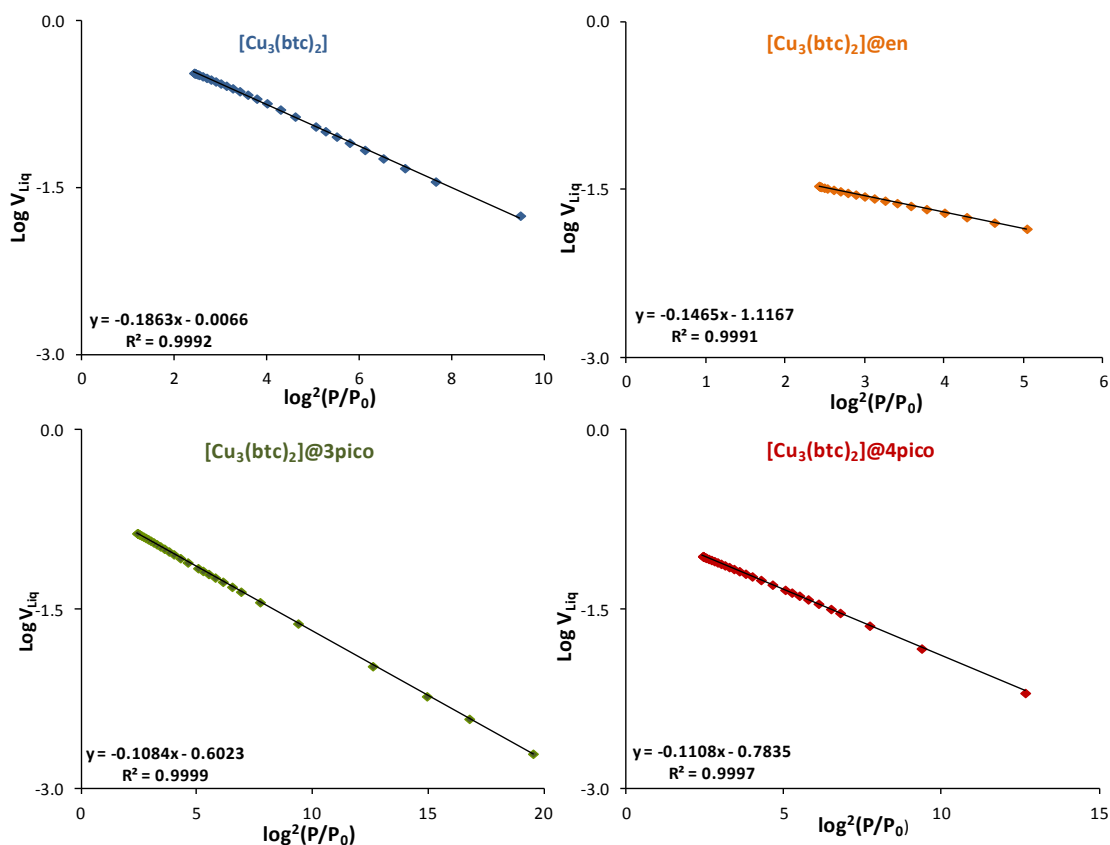 [Cu₃(btc)₂]
0.0
-1.5
-3.0
Log V_Liq
y = -0.1863x - 0.0066
R² = 0.9992
0 2 4 6 8 10
log²(P/P₀)
[Cu₃(btc)₂]@en
0.0
-1.5
-3.0
Log V_Liq
y = -0.1465x - 1.1167
R² = 0.9991
0 1 2 3 4 5 6
log²(P/P₀)
[Cu₃(btc)₂]@3pico
0.0
-1.5
-3.0
Log V_Liq
y = -0.1084x - 0.6023
R² = 0.9999
0 5 10 15 20
log²(P/P₀)
[Cu₃(btc)₂]@4pico
0.0
-1.5
-3.0
Log V_Liq
y = -0.1108x - 0.7835
R² = 0.9997
0 5 10 15
log²(P/P₀)